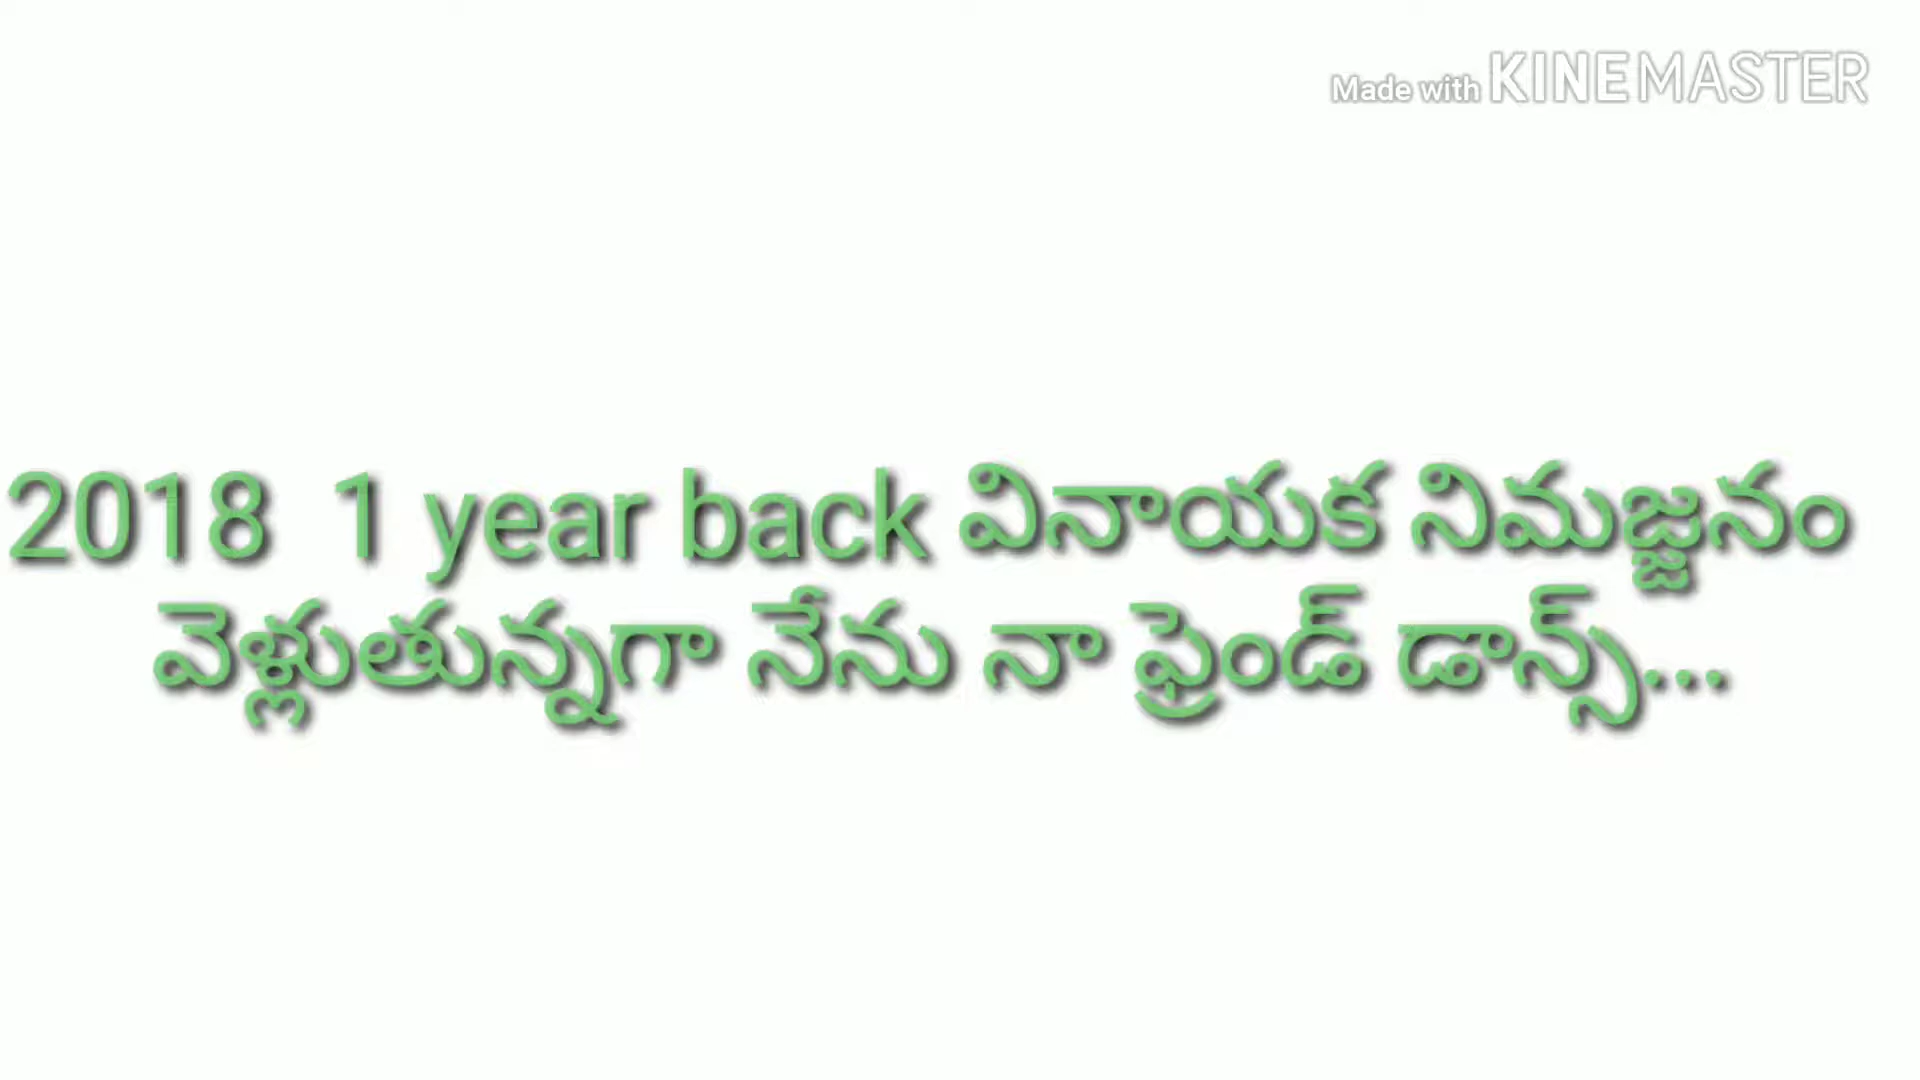 Made with KINEMASTER
2018 1 year back వినాయక నిమజ్జనం
వెళ్లుతున్నగా నేను నా ఫ్రెండ్ డాన్స్...